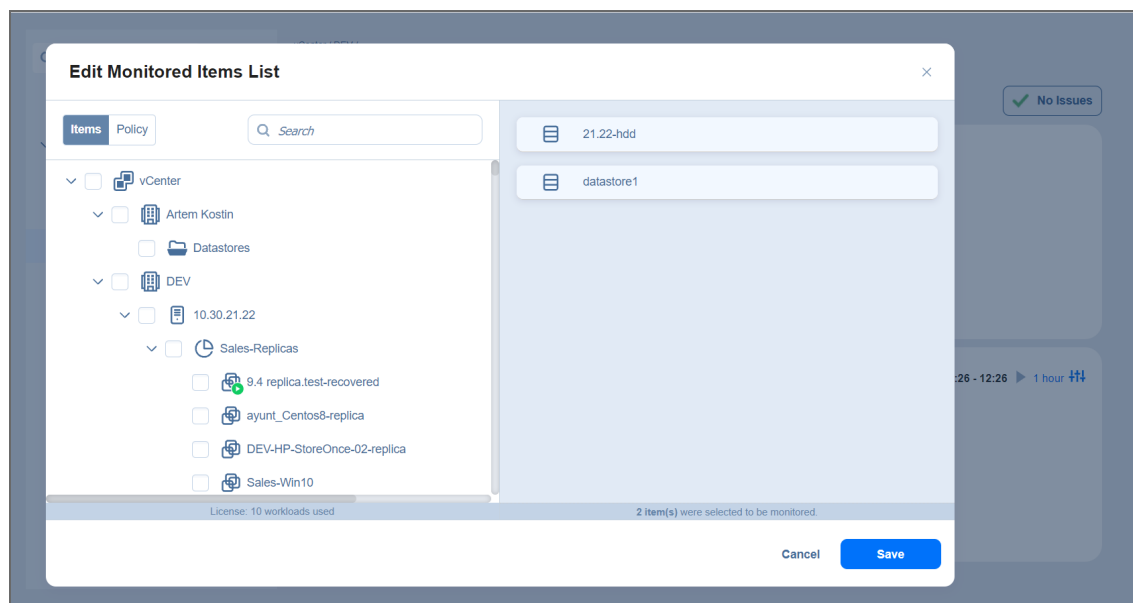 Edit Monitored Items List
No Issues
Items Policy Search
21.22-hdd
datastore1
vCenter
Artem Kostin
Datastores
DEV
10.30.21.22
Sales-Replicas
9.4 replica.test-recovered
ayunt_Centos8-replica
DEV-HP-StoreOnce-02-replica
Sales-Win10
:26 - 12:26 1 hour
License: 10 workloads used
2 item(s) were selected to be monitored.
Cancel Save